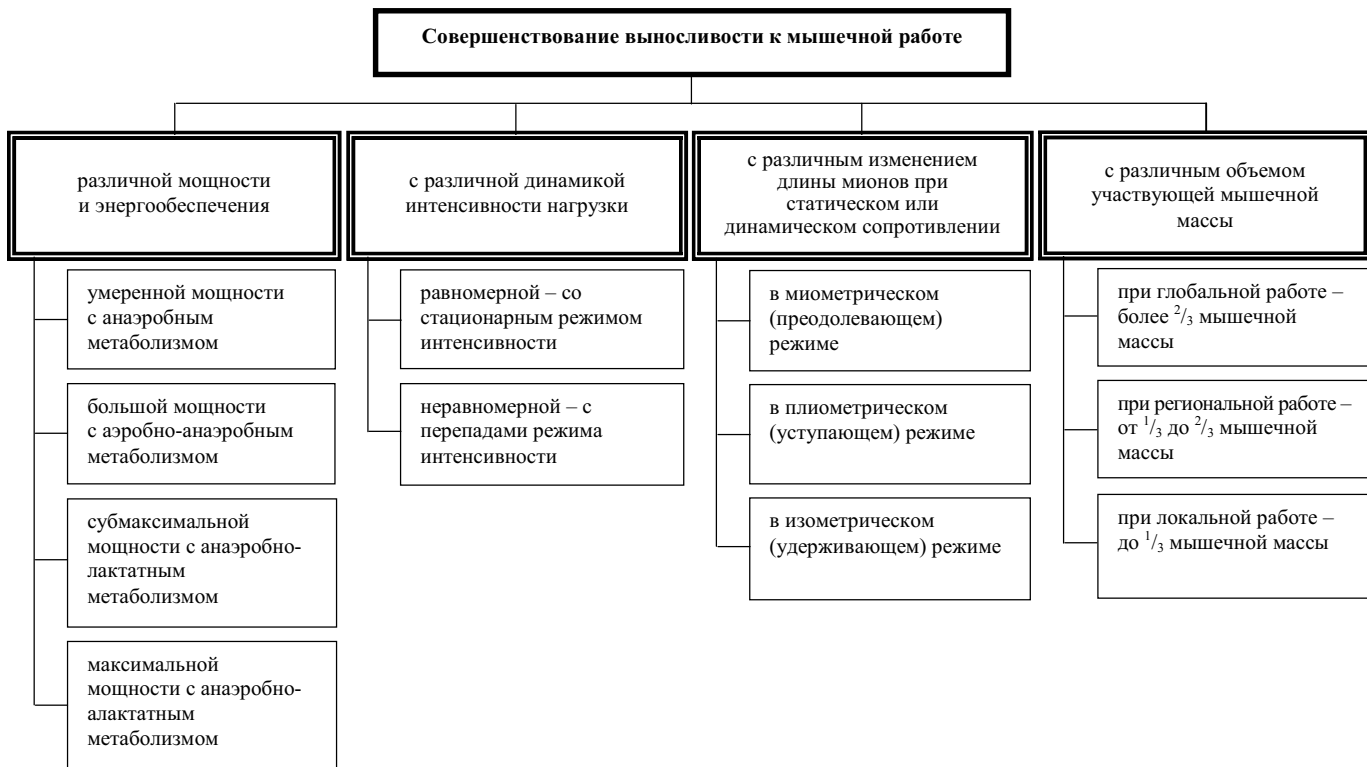 Совершенствование выносливости к мышечной работе
различной мощности
и энергообеспечения
умеренной мощности
с анаэробным
метаболизмом
большой мощности
с аэробно-анаэробным
метаболизмом
субмаксимальной
мощности с анаэробно-
лактатным
метаболизмом
максимальной
мощности с анаэробно-
алактатным
метаболизмом
с различной динамикой
интенсивности нагрузки
равномерной – со
стационарным режимом
интенсивности
неравномерной – с
перепадами режима
интенсивности
с различным изменением
длины мионов при
статическом или
динамическом сопротивлении
в миометрическом
(преодолевающем)
режиме
в плиометрическом
(уступающем) режиме
в изометрическом
(удерживающем) режиме
с различным объемом
участвующей мышечной
массы
при глобальной работе –
более 2/3 мышечной
массы
при региональной работе –
от 1/3 до 2/3 мышечной
массы
при локальной работе –
до 1/3 мышечной массы